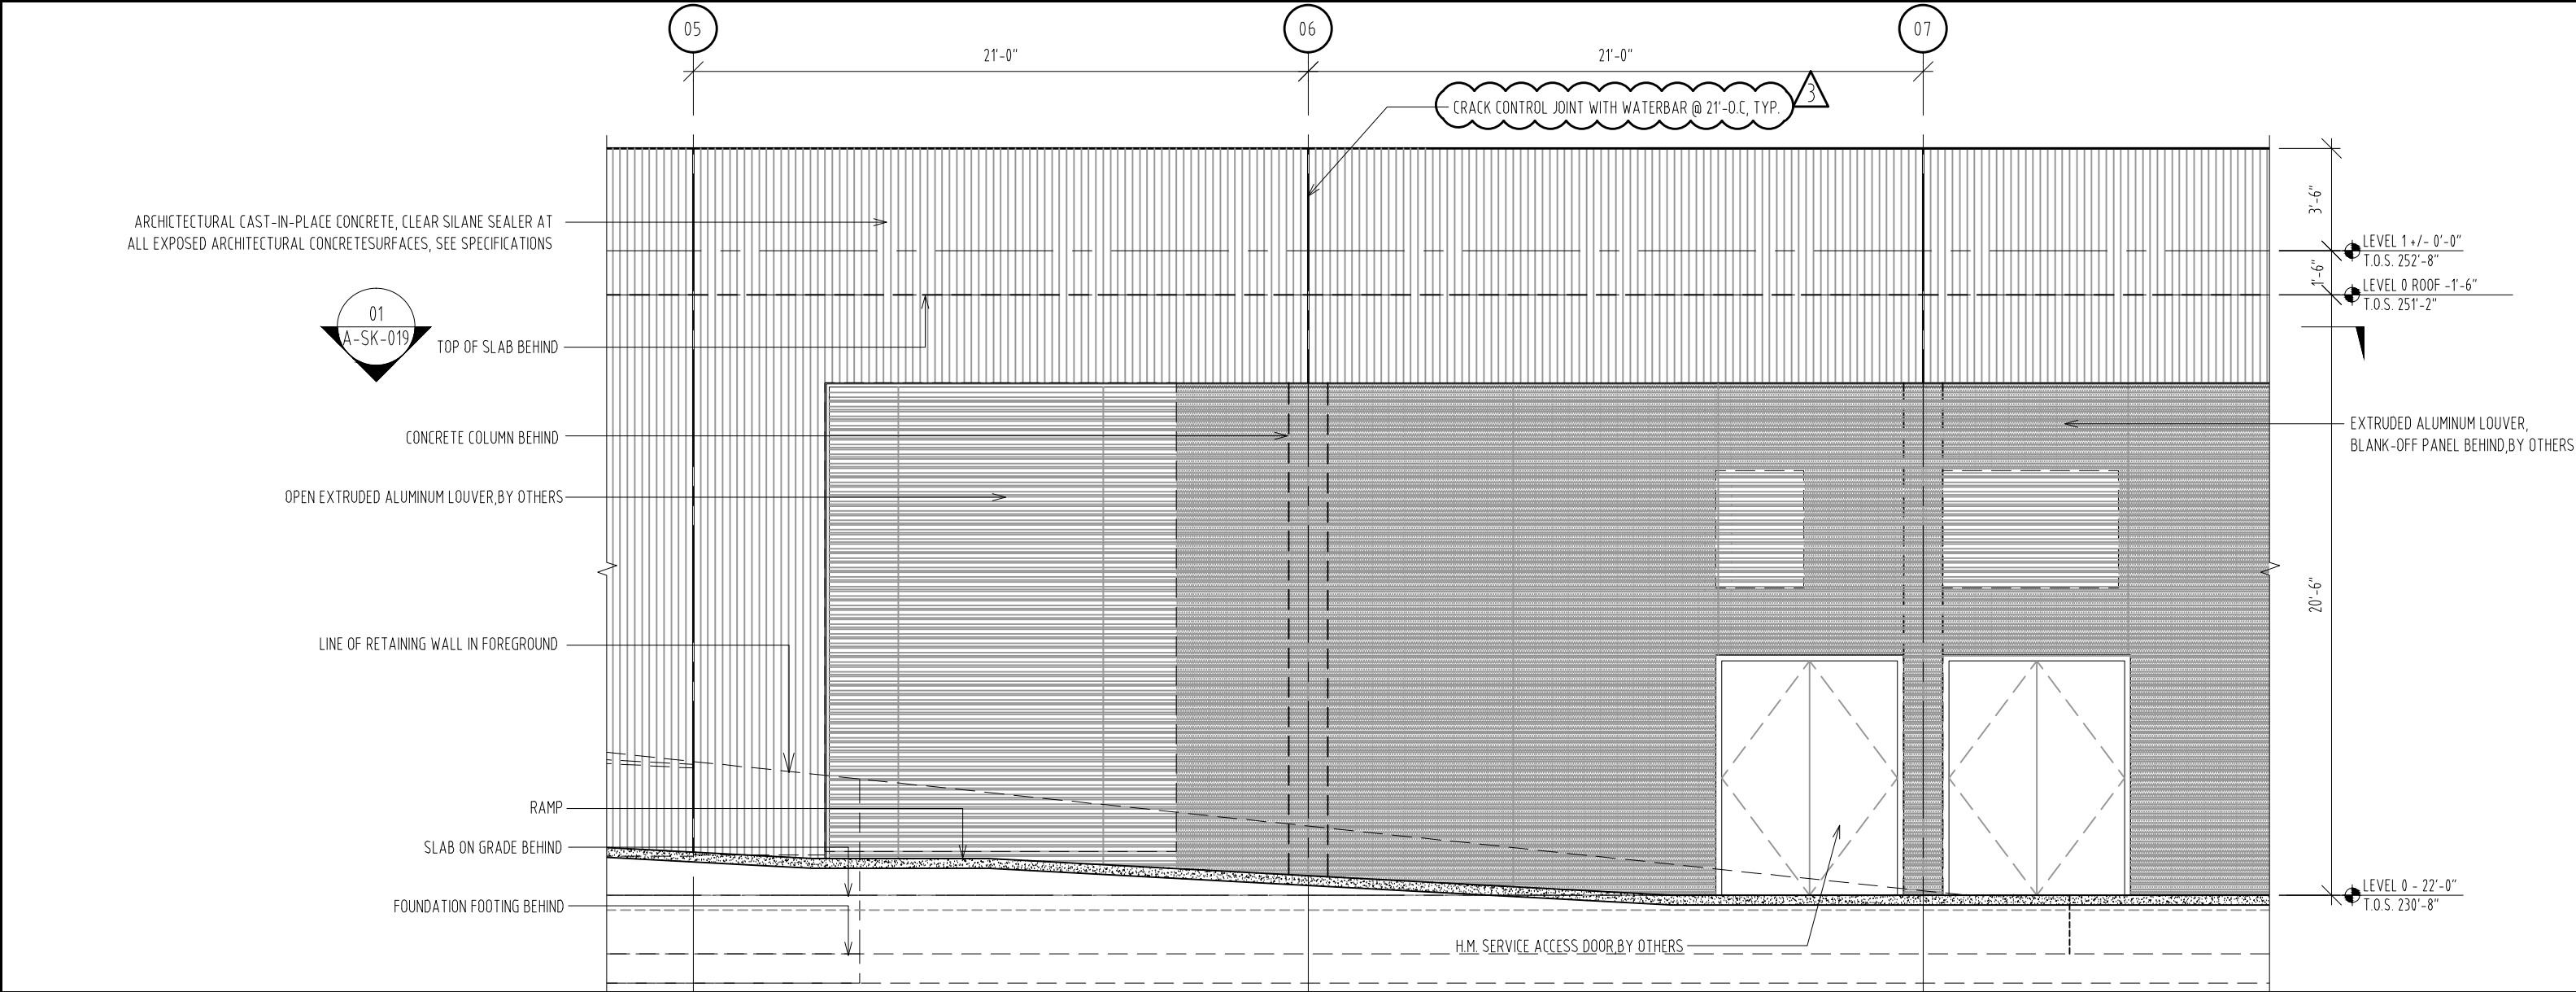 05
06
07
21'-0"
21'-0"
CRACK CONTROL JOINT WITH WATERBAR @ 21'-O.C, TYP.
3
ARCHICTECTURAL CAST-IN-PLACE CONCRETE, CLEAR SILANE SEALER AT
ALL EXPOSED ARCHITECTURAL CONCRETESURFACES, SEE SPECIFICATIONS
3'-6"
LEVEL 1 +/- 0'-0"
T.O.S. 252'-8"
1'-6"
LEVEL 0 ROOF -1'-6"
T.O.S. 251'-2"
01
A-SK-019
TOP OF SLAB BEHIND
CONCRETE COLUMN BEHIND
EXTRUDED ALUMINUM LOUVER,
BLANK-OFF PANEL BEHIND,BY OTHERS
OPEN EXTRUDED ALUMINUM LOUVER,BY OTHERS
20'-6"
LINE OF RETAINING WALL IN FOREGROUND
RAMP
SLAB ON GRADE BEHIND
LEVEL 0 - 22'-0"
T.O.S. 230'-8"
FOUNDATION FOOTING BEHIND
H.M. SERVICE ACCESS DOOR,BY OTHERS